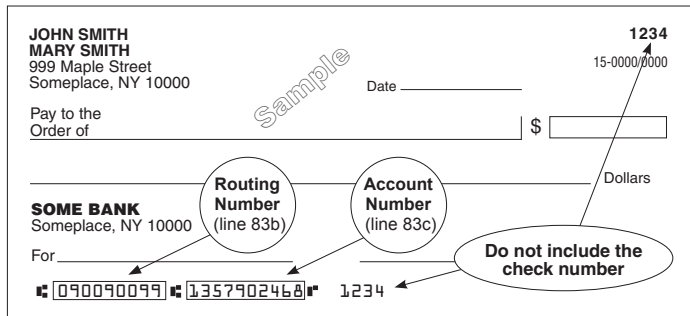 JOHN SMITH
MARY SMITH
999 Maple Street
Someplace, NY 10000
1234
15-0000/0000
Sample
Date
Pay to the
Order of
$
Dollars
SOME BANK
Someplace, NY 10000
Routing
Number
(line 83b)
Account
Number
(line 83c)
For
Do not include the
check number
⑆ 090090099 ⑆ 1357902468⑈ 1234